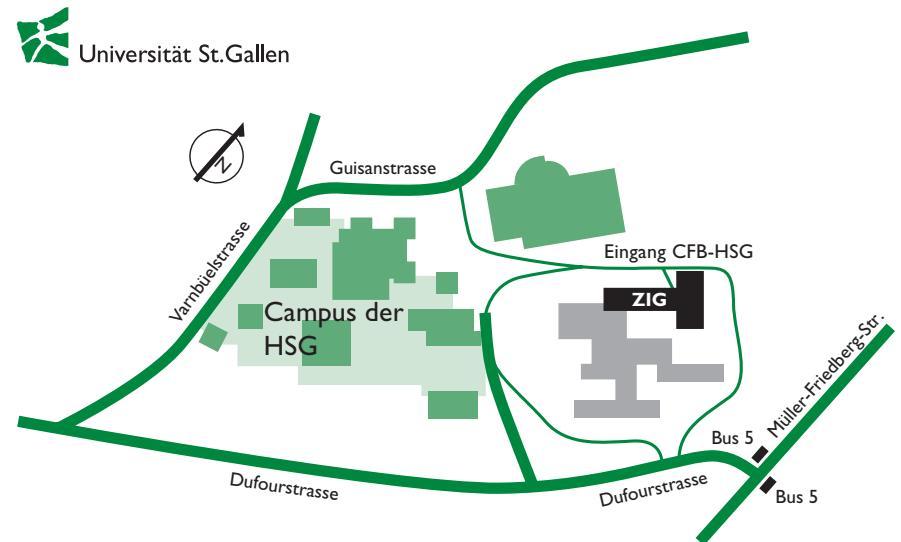 Universität St.Gallen
N
Guisanstrasse
Varnbüelstrasse
Eingang CFB-HSG
ZIG
Campus der
HSG
Müller-Friedberg-Str.
Bus 5
Dufourstrasse
Dufourstrasse
Bus 5